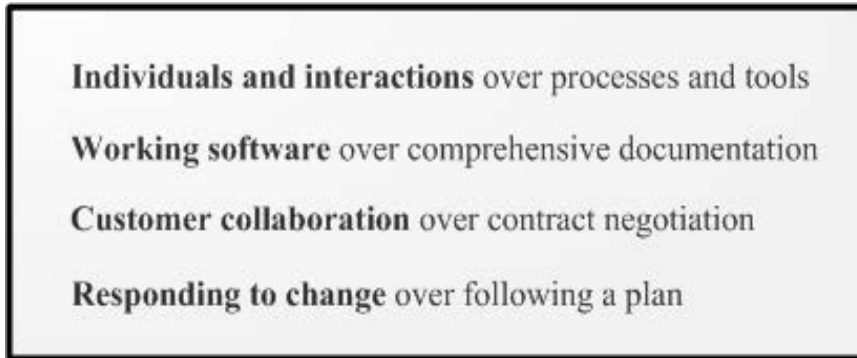 Individuals and interactions over processes and tools
Working software over comprehensive documentation
Customer collaboration over contract negotiation
Responding to change over following a plan